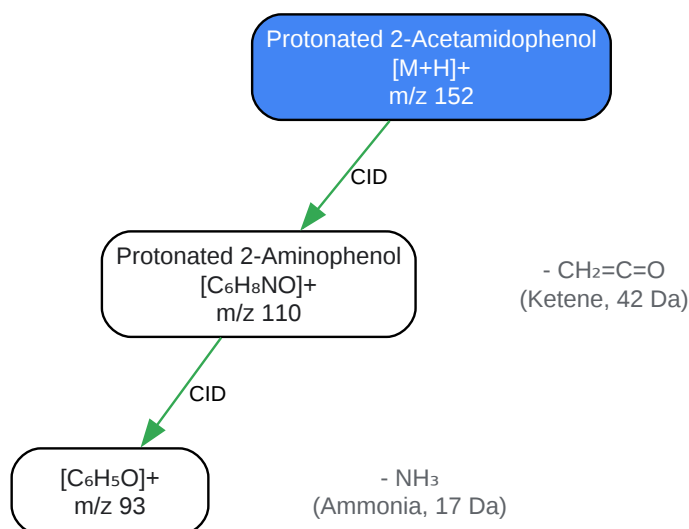 Protonated 2-Acetamidophenol
[M+H]+
m/z 152
CID
Protonated 2-Aminophenol
[C₆H₈NO]+
m/z 110
- CH₂=C=O
(Ketene, 42 Da)
CID
[C₆H₅O]+
m/z 93
- NH₃
(Ammonia, 17 Da)